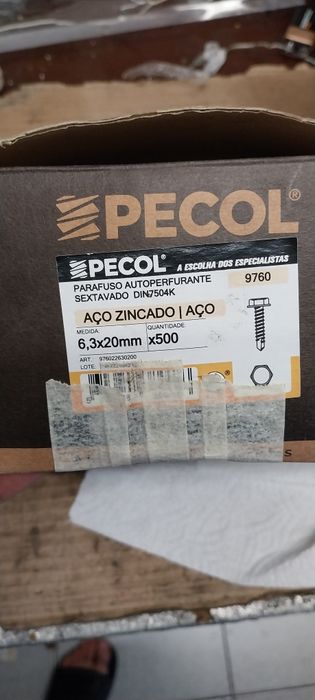 PECOL®
PECOL® A ESCOLHA DOS ESPECIALISTAS
PARAFUSO AUTOPERFURANTE 9760
SEXTAVADO DIN7504K
AÇO ZINCADO | AÇO
MEDIDA: QUANTIDADE:
6,3x20mm x500
ART. 976022630200
LOTE: